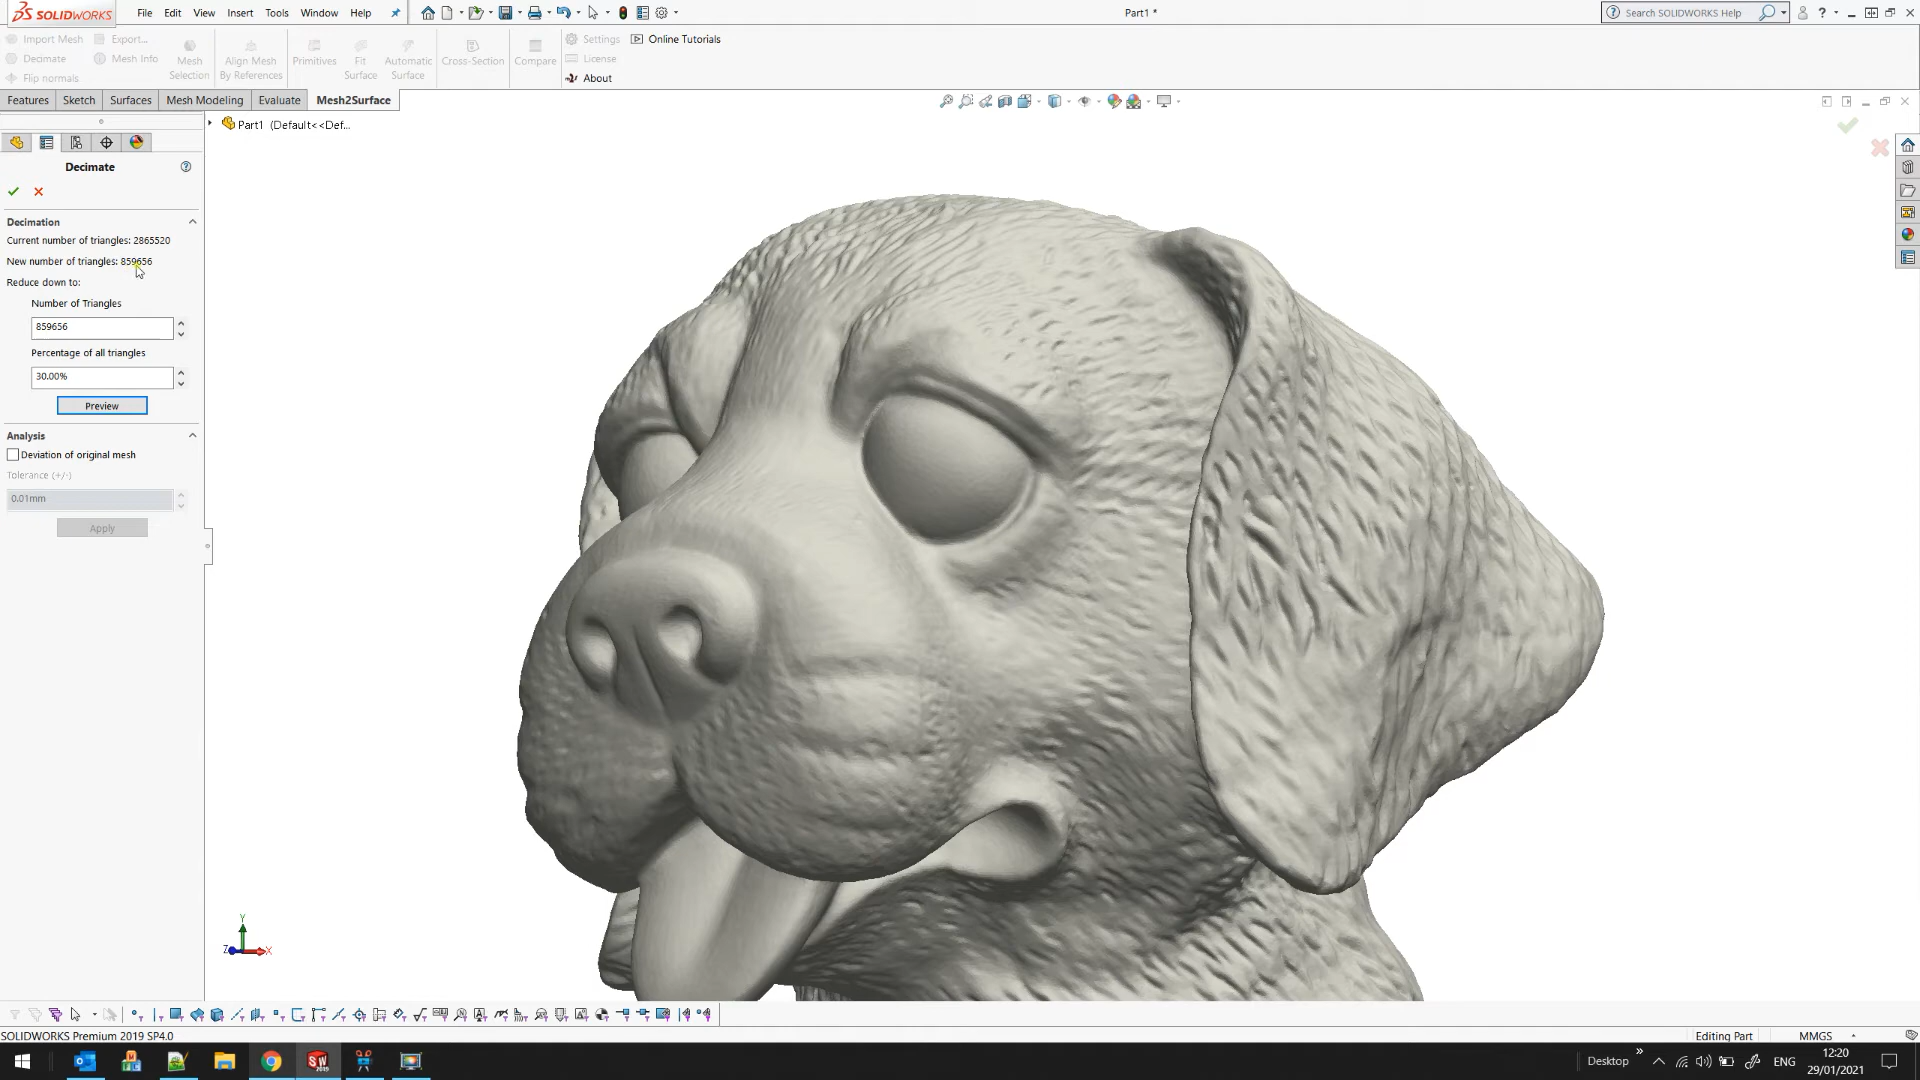 SOLIDWORKS File Edit View Insert Tools Window Help
Part1 *
Search SOLIDWORKS Help
Import Mesh Export...
Decimate Mesh Info
Flip normals
Mesh Selection
Align Mesh By References
Primitives
Fit Surface
Automatic Surface
Cross-Section
Compare
Settings Online Tutorials
License
About
Features Sketch Surfaces Mesh Modeling Evaluate Mesh2Surface
Part1 (Default<<Def...
Decimate
Decimation
Current number of triangles: 2865520
New number of triangles: 859656
Reduce down to:
Number of Triangles
859656
Percentage of all triangles
30.00%
Preview
Analysis
Deviation of original mesh
Tolerance (+/-)
0.01mm
Apply
Y
Z X
SOLIDWORKS Premium 2019 SP4.0
Editing Part MMGS
Desktop ENG
12:20
29/01/2021
SW
2019